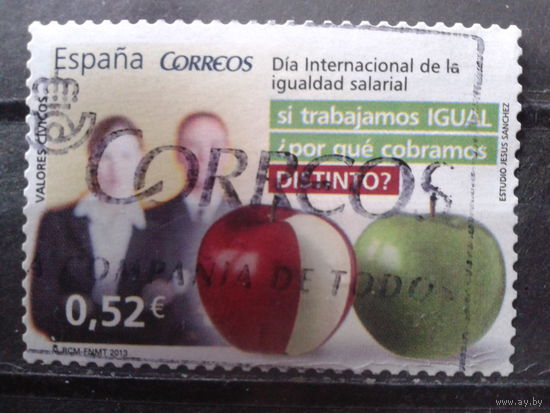 España CORREOS
Día Internacional de la
igualdad salarial
si trabajamos IGUAL
¿por qué cobramos
DISTINTO?
VALORES CÍVICOS
ESTUDIO JESÚS SÁNCHEZ
CORREOS
A COMPAÑÍA DE TODOS
0,52€
RCM-FNMT 2013
www.ay.by